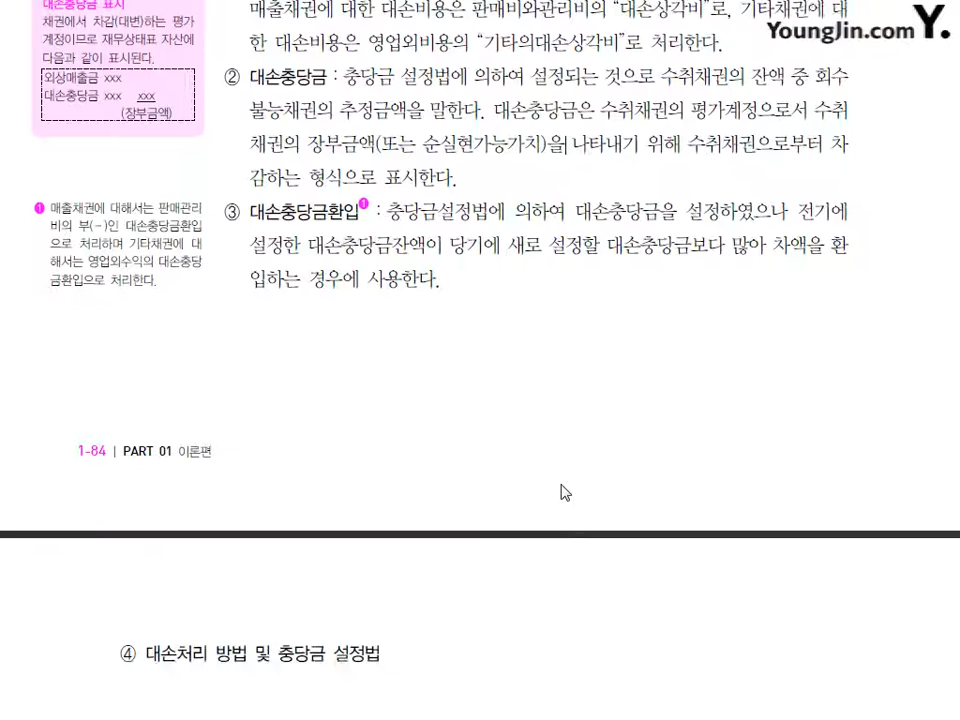 대손충당금 표시
채권에서 차감(대변)하는 평가
계정이므로 재무상태표 자산에
다음과 같이 표시된다.
외상매출금 xxx
대손충당금 xxx xxx
(장부금액)
❶ 매출채권에 대해서는 판매관리
비의 부(-)인 대손충당금환입
으로 처리하며 기타채권에 대
해서는 영업외수익의 대손충당
금환입으로 처리한다.
매출채권에 대한 대손비용은 판매비와관리비의 “대손상각비”로, 기타채권에 대
한 대손비용은 영업외비용의 “기타의대손상각비”로 처리한다.
② 대손충당금 : 충당금 설정법에 의하여 설정되는 것으로 수취채권의 잔액 중 회수
불능채권의 추정금액을 말한다. 대손충당금은 수취채권의 평가계정으로서 수취
채권의 장부금액(또는 순실현가능가치)을 나타내기 위해 수취채권으로부터 차
감하는 형식으로 표시한다.
③ 대손충당금환입❶ : 충당금설정법에 의하여 대손충당금을 설정하였으나 전기에
설정한 대손충당금잔액이 당기에 새로 설정할 대손충당금보다 많아 차액을 환
입하는 경우에 사용한다.
YoungJin.com Y.
1-84 | PART 01 이론편
④ 대손처리 방법 및 충당금 설정법